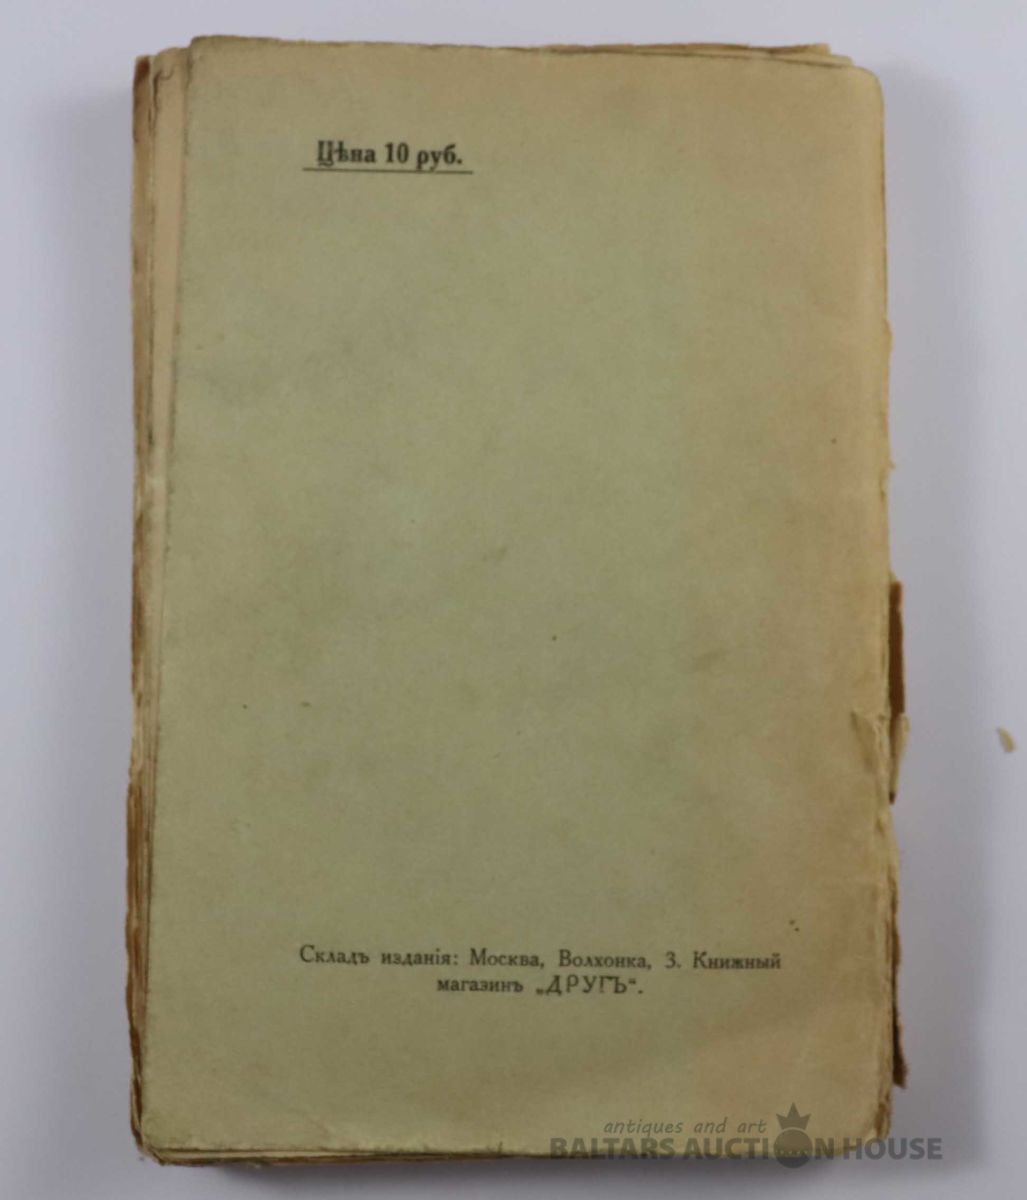 Цѣна 10 руб.
Складъ изданія: Москва, Волхонка, 3. Книжный
магазинъ „ДРУГЪ“.
antiques and art
BALTARS AUCTION HOUSE